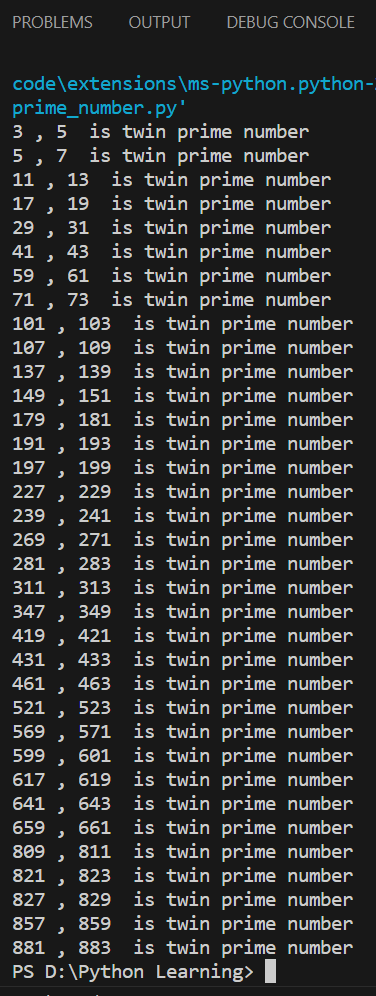 PROBLEMS OUTPUT DEBUG CONSOLE
code\extensions\ms-python.python-
prime_number.py'
3 , 5  is twin prime number
5 , 7  is twin prime number
11 , 13  is twin prime number
17 , 19  is twin prime number
29 , 31  is twin prime number
41 , 43  is twin prime number
59 , 61  is twin prime number
71 , 73  is twin prime number
101 , 103  is twin prime number
107 , 109  is twin prime number
137 , 139  is twin prime number
149 , 151  is twin prime number
179 , 181  is twin prime number
191 , 193  is twin prime number
197 , 199  is twin prime number
227 , 229  is twin prime number
239 , 241  is twin prime number
269 , 271  is twin prime number
281 , 283  is twin prime number
311 , 313  is twin prime number
347 , 349  is twin prime number
419 , 421  is twin prime number
431 , 433  is twin prime number
461 , 463  is twin prime number
521 , 523  is twin prime number
569 , 571  is twin prime number
599 , 601  is twin prime number
617 , 619  is twin prime number
641 , 643  is twin prime number
659 , 661  is twin prime number
809 , 811  is twin prime number
821 , 823  is twin prime number
827 , 829  is twin prime number
857 , 859  is twin prime number
881 , 883  is twin prime number
PS D:\Python Learning>